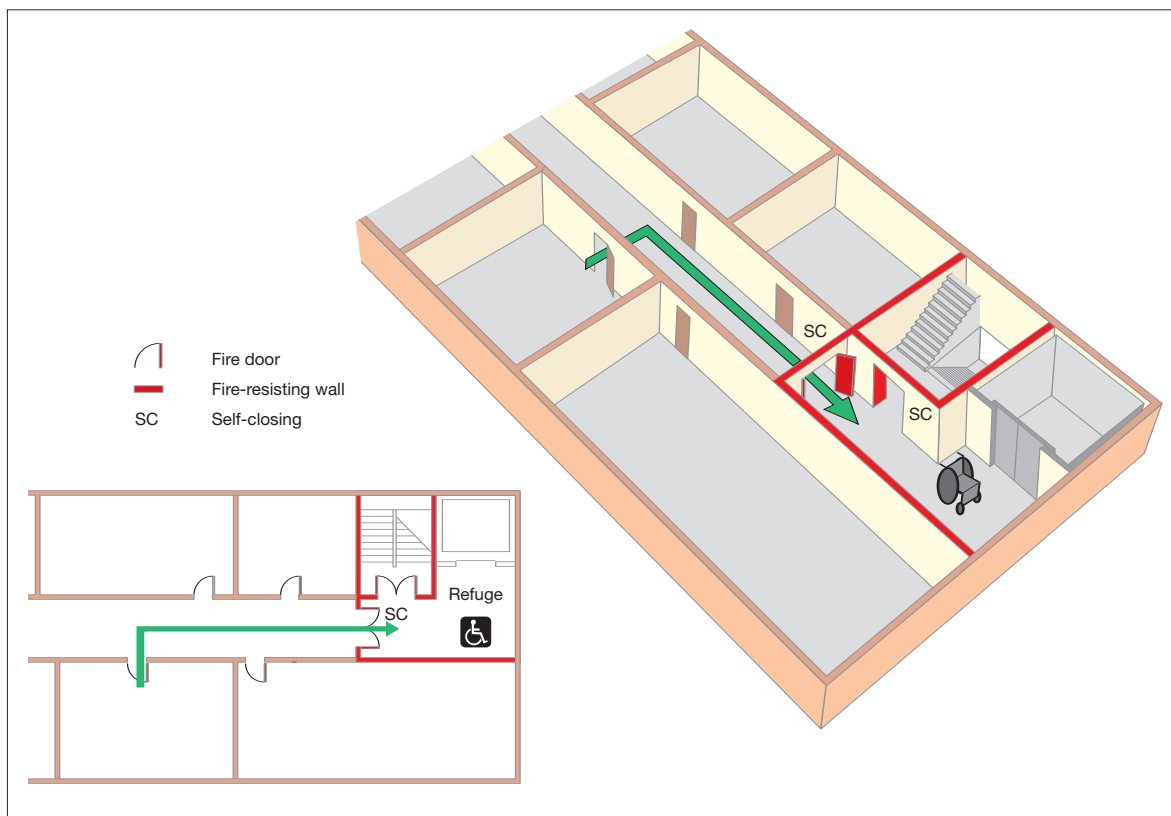 SC
SC
Fire door
Fire-resisting wall
SC Self-closing
Refuge
SC